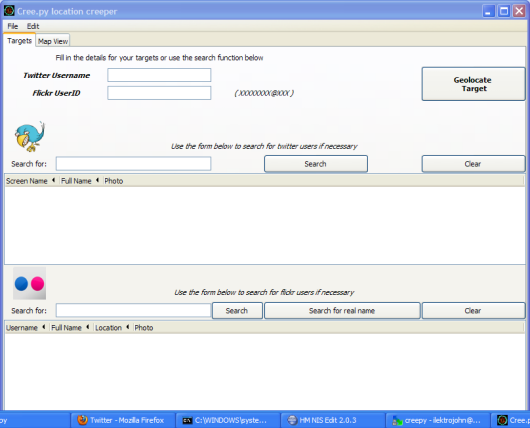 Cree.py location creeper
File Edit
Targets Map View
Fill in the details for your targets or use the search function below
Twitter Username
Flickr UserID ( XXXXXXXX@XXX )
Geolocate
Target
Use the form below to search for twitter users if necessary
Search for: Search Clear
Screen Name Full Name Photo
Use the form below to search for flickr users if necessary
Search for: Search Search for real name Clear
Username Full Name Location Photo
py Twitter - Mozilla Firefox C:\WINDOWS\syste... HM NIS Edit 2.0.3 creepy - ilektrojohn@... Cree.p